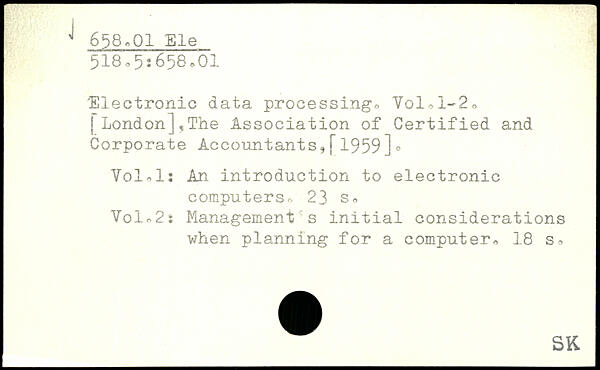 658.01 Ele
518.5:658.01
Electronic data processing. Vol.1-2.
[London],The Association of Certified and
Corporate Accountants,[1959].
Vol.1: An introduction to electronic
computers. 23 s.
Vol.2: Management's initial considerations
when planning for a computer. 18 s.
SK